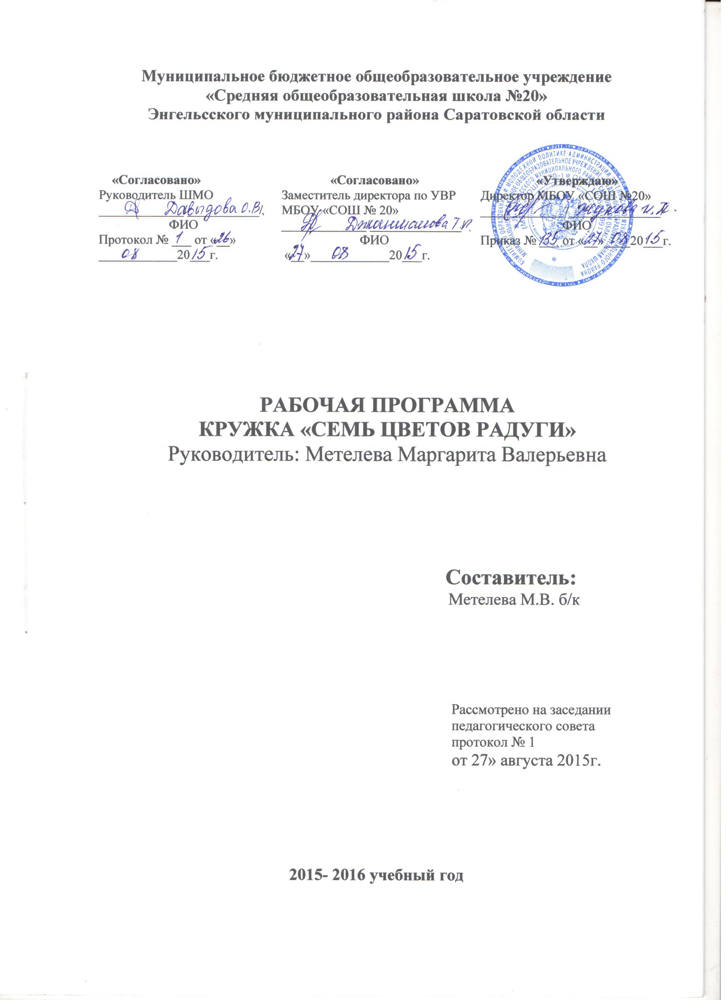 Муниципальное бюджетное общеобразовательное учреждение
«Средняя общеобразовательная школа №20»
Энгельсского муниципального района Саратовской области
«Согласовано»
Руководитель ШМО
Давыдова О.В.
ФИО
Протокол № 1 от «26»
08 2015 г.
«Согласовано»
Заместитель директора по УВР
МБОУ «СОШ № 20»
Т.П.
ФИО
«27» 08 2015 г.
«Утверждаю»
Директор МБОУ «СОШ №20»
/ Жукова И.П.
ФИО
Приказ № 135 от «27» 08 2015 г.
РАБОЧАЯ ПРОГРАММА
КРУЖКА «СЕМЬ ЦВЕТОВ РАДУГИ»
Руководитель: Метелева Маргарита Валерьевна
Составитель:
Метелева М.В. б/к
Рассмотрено на заседании
педагогического совета
протокол № 1
от 27» августа 2015г.
2015- 2016 учебный год